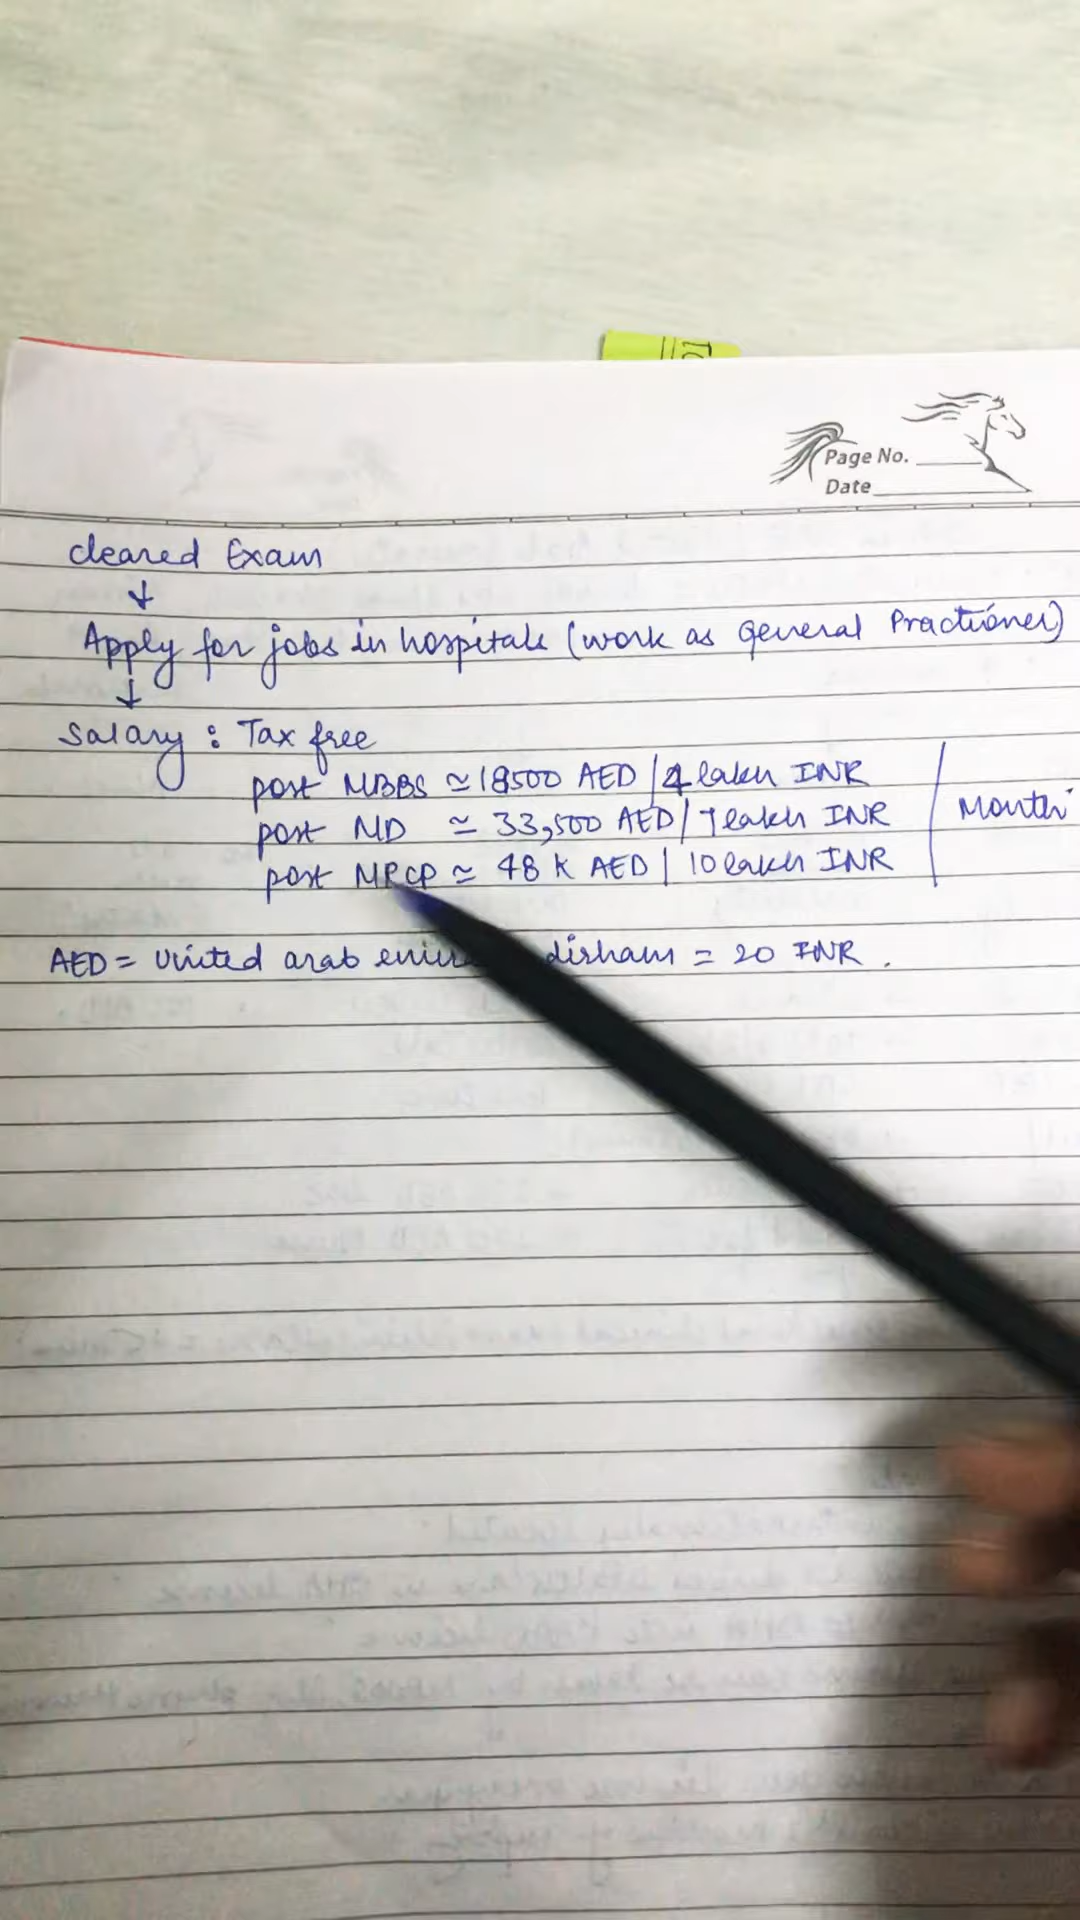 Page No.
Date
cleared Exam
↓
Apply for jobs in hospitals (work as General Practioner)
↓
Salary : Tax free
post MBBS ≃ 18500 AED / 4 lakh INR
post MD ≃ 33,500 AED / 7 lakh INR
post MRCP ≃ 48 K AED / 10 lakh INR
Month
AED = United arab dirham = 20 INR.